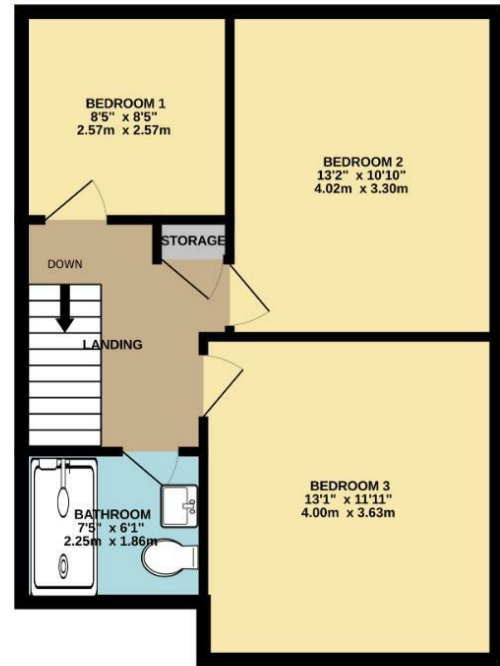 BEDROOM 1
8'5" x 8'5"
2.57m x 2.57m
BEDROOM 2
13'2" x 10'10"
4.02m x 3.30m
STORAGE
DOWN
LANDING
BEDROOM 3
13'1" x 11'11"
4.00m x 3.63m
BATHROOM
7'5" x 6'1"
2.25m x 1.86m